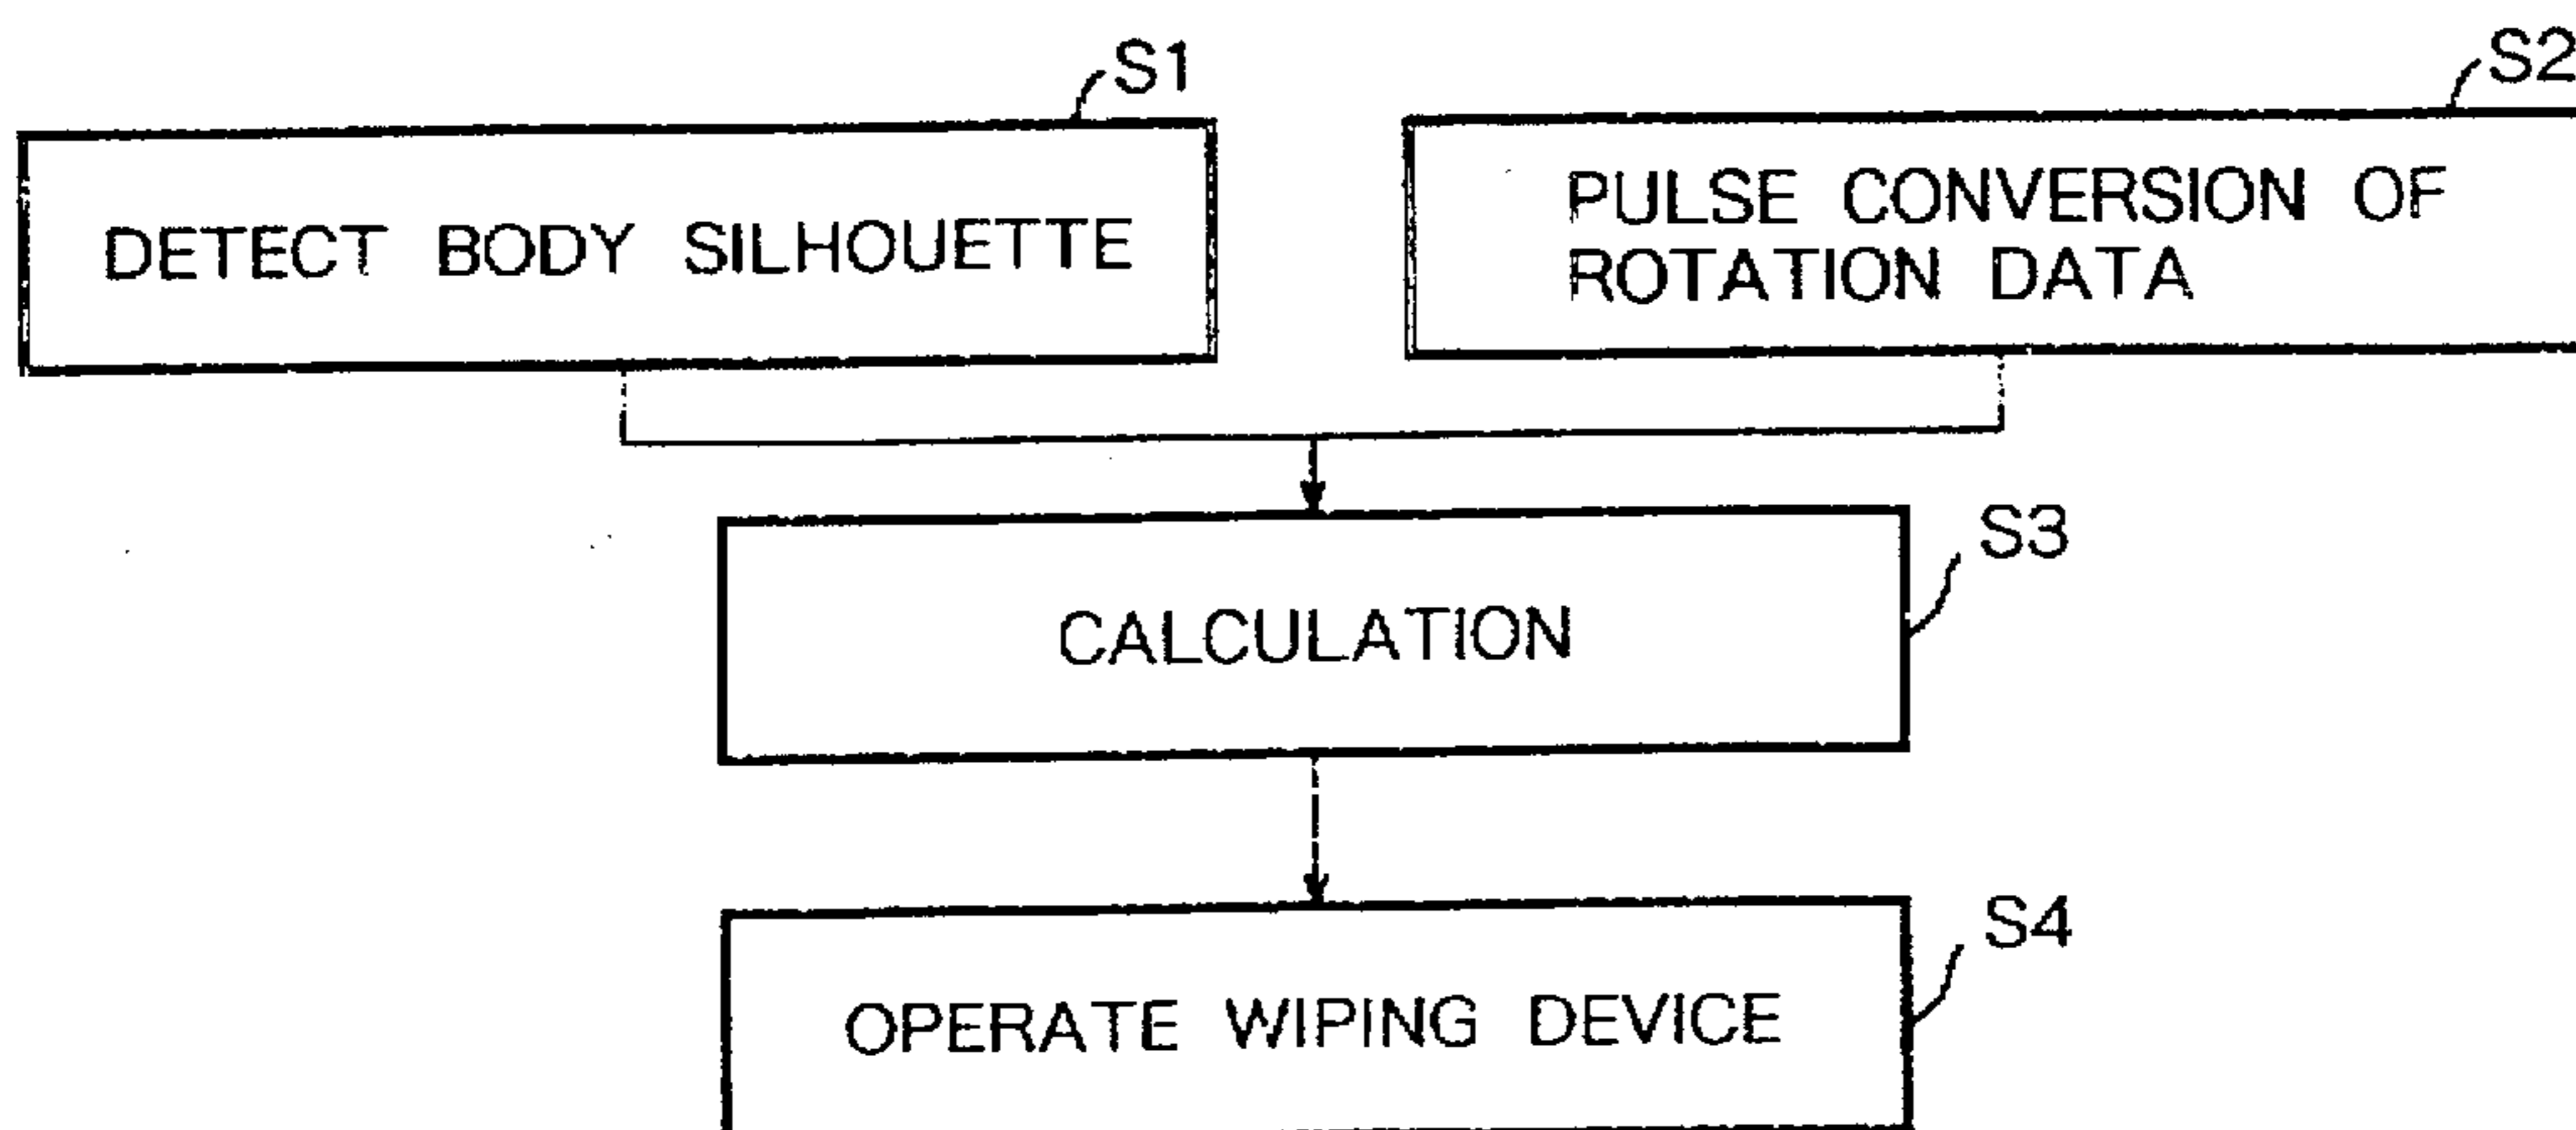 S1
S2
DETECT BODY SILHOUETTE
PULSE CONVERSION OF
ROTATION DATA
S3
CALCULATION
S4
OPERATE WIPING DEVICE